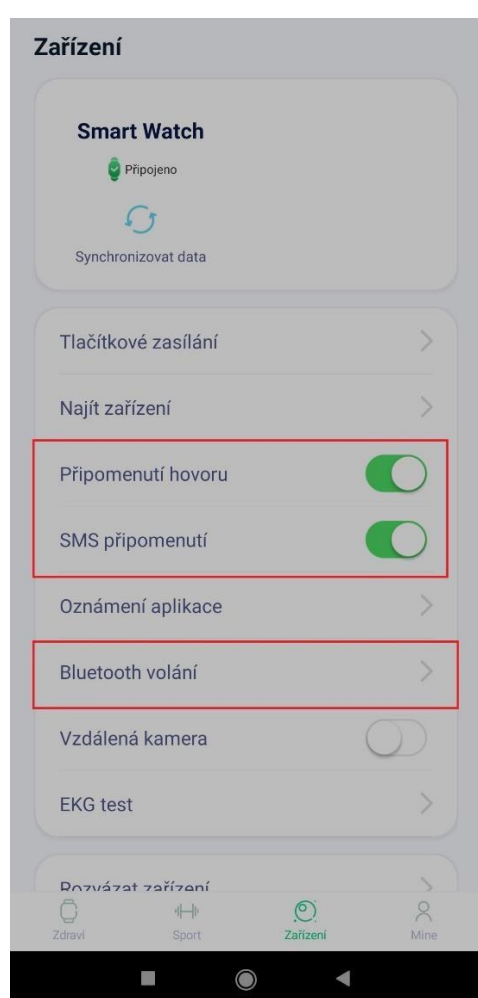 Zařízení
Smart Watch
Připojeno
Synchronizovat data
Tlačítkové zasílání
Najít zařízení
Připomenutí hovoru
SMS připomenutí
Oznámení aplikace
Bluetooth volání
Vzdálená kamera
EKG test
Rozvázat zařízení
Zdraví
Sport
Zařízení
Mine